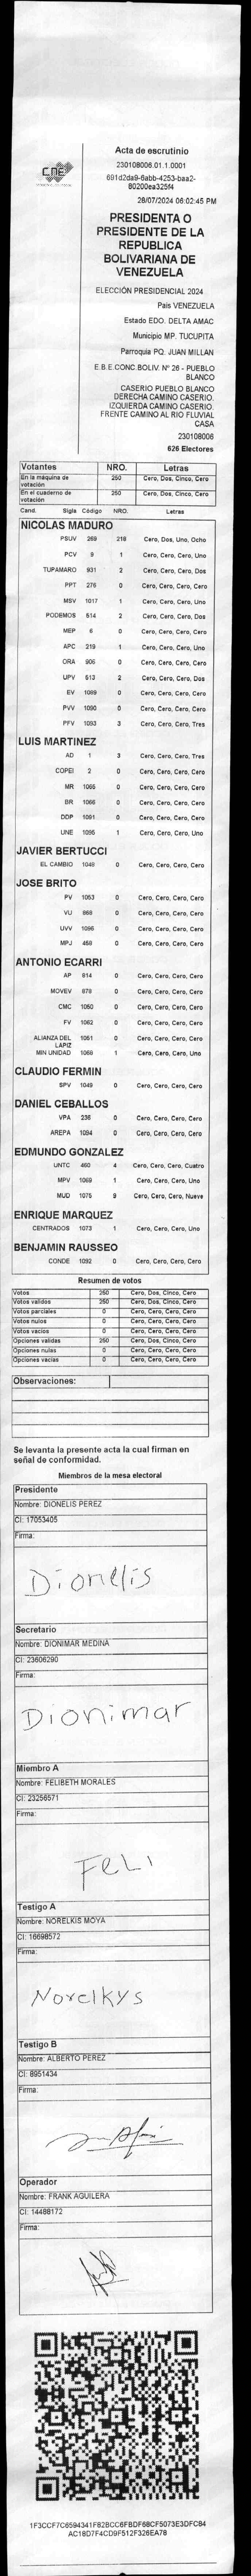 CNE
Acta de escrutinio
230108006.01.1.0001
691d2da9-6abb-4253-baa2-
80200ea325f4
28/07/2024 06:02:45 PM
PRESIDENTA O
PRESIDENTE DE LA
REPUBLICA
BOLIVARIANA DE
VENEZUELA
ELECCIÓN PRESIDENCIAL 2024
País VENEZUELA
Estado EDO. DELTA AMAC
Municipio MP. TUCUPITA
Parroquia PQ. JUAN MILLAN
E.B.E.CONC.BOLIV. Nº 26 - PUEBLO
BLANCO
CASERIO PUEBLO BLANCO
DERECHA CAMINO CASERIO.
IZQUIERDA CAMINO CASERIO.
FRENTE CAMINO AL RIO FLUVIAL
CASA
230108006
626 Electores
Votantes NRO. Letras
En la máquina de votación 250 Cero, Dos, Cinco, Cero
En el cuaderno de votación 250 Cero, Dos, Cinco, Cero
Cand. Sigla Código NRO. Letras
NICOLAS MADURO
PSUV 269 218 Cero, Dos, Uno, Ocho
PCV 9 1 Cero, Cero, Cero, Uno
TUPAMARO 931 2 Cero, Cero, Cero, Dos
PPT 276 0 Cero, Cero, Cero, Cero
MSV 1017 1 Cero, Cero, Cero, Uno
PODEMOS 514 2 Cero, Cero, Cero, Dos
MEP 6 0 Cero, Cero, Cero, Cero
APC 219 1 Cero, Cero, Cero, Uno
ORA 906 0 Cero, Cero, Cero, Cero
UPV 613 2 Cero, Cero, Cero, Dos
EV 1089 0 Cero, Cero, Cero, Cero
PVV 1090 0 Cero, Cero, Cero, Cero
PFV 1093 3 Cero, Cero, Cero, Tres
LUIS MARTINEZ
AD 1 3 Cero, Cero, Cero, Tres
COPEI 2 0 Cero, Cero, Cero, Cero
MR 1065 0 Cero, Cero, Cero, Cero
BR 1066 0 Cero, Cero, Cero, Cero
DDP 1091 0 Cero, Cero, Cero, Cero
UNE 1095 1 Cero, Cero, Cero, Uno
JAVIER BERTUCCI
EL CAMBIO 1048 0 Cero, Cero, Cero, Cero
JOSE BRITO
PV 1053 0 Cero, Cero, Cero, Cero
VU 868 0 Cero, Cero, Cero, Cero
UVV 1096 0 Cero, Cero, Cero, Cero
MPJ 458 0 Cero, Cero, Cero, Cero
ANTONIO ECARRI
AP 814 0 Cero, Cero, Cero, Cero
MOVEV 678 0 Cero, Cero, Cero, Cero
CMC 1050 0 Cero, Cero, Cero, Cero
FV 1062 0 Cero, Cero, Cero, Cero
ALIANZA DEL LAPIZ 1051 0 Cero, Cero, Cero, Cero
MIN UNIDAD 1068 1 Cero, Cero, Cero, Uno
CLAUDIO FERMIN
SPV 1049 0 Cero, Cero, Cero, Cero
DANIEL CEBALLOS
VPA 236 0 Cero, Cero, Cero, Cero
AREPA 1094 0 Cero, Cero, Cero, Cero
EDMUNDO GONZALEZ
UNTC 460 4 Cero, Cero, Cero, Cuatro
MPV 1069 1 Cero, Cero, Cero, Uno
MUD 1075 9 Cero, Cero, Cero, Nueve
ENRIQUE MARQUEZ
CENTRADOS 1073 1 Cero, Cero, Cero, Uno
BENJAMIN RAUSSEO
CONDE 1092 0 Cero, Cero, Cero, Cero
Resumen de votos
Votos 250 Cero, Dos, Cinco, Cero
Votos validos 250 Cero, Dos, Cinco, Cero
Votos parciales 0 Cero, Cero, Cero, Cero
Votos nulos 0 Cero, Cero, Cero, Cero
Votos vacios 0 Cero, Cero, Cero, Cero
Opciones validas 250 Cero, Dos, Cinco, Cero
Opciones nulas 0 Cero, Cero, Cero, Cero
Opciones vacias 0 Cero, Cero, Cero, Cero
Observaciones:
Se levanta la presente acta la cual firman en
señal de conformidad.
Miembros de la mesa electoral
Presidente
Nombre: DIONELIS PEREZ
CI: 17053405
Firma:
Dionelis
Secretario
Nombre: DIONIMAR MEDINA
CI: 23606290
Firma:
Dionimar
Miembro A
Nombre: FELIBETH MORALES
CI: 23256571
Firma:
FELI
Testigo A
Nombre: NORELKIS MOYA
CI: 16698572
Firma:
Norelkys
Testigo B
Nombre: ALBERTO PEREZ
CI: 8951434
Firma:
Operador
Nombre: FRANK AGUILERA
CI: 14488172
Firma:
1F3CCF7C6594341F82BCC6FBDF68CF5073E3DFC84
AC18D7F4CD9F512F326EA78